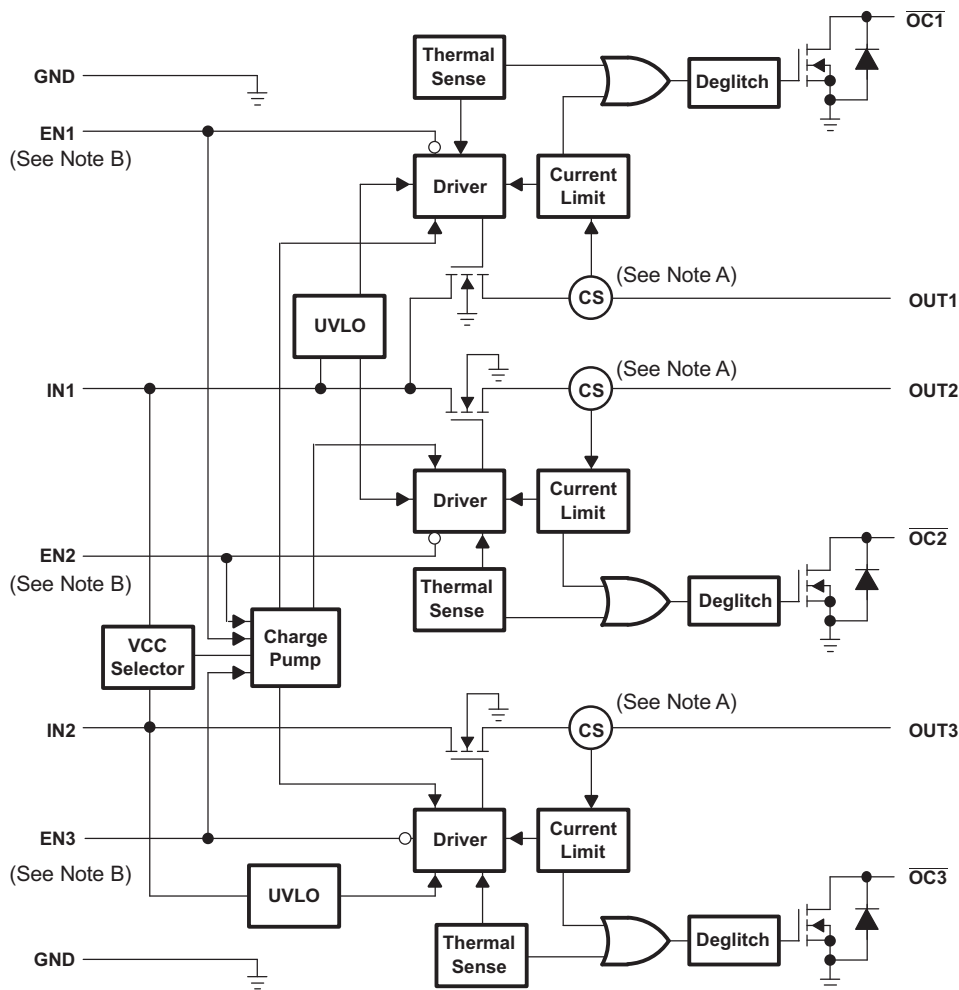 OC1
Thermal
Sense
Deglitch
GND
EN1
(See Note B)
Driver
Current
Limit
(See Note A)
CS
OUT1
UVLO
(See Note A)
IN1
CS
OUT2
Driver
Current
Limit
EN2
(See Note B)
OC2
Thermal
Sense
Deglitch
VCC
Selector
Charge
Pump
(See Note A)
IN2
CS
OUT3
EN3
(See Note B)
Driver
Current
Limit
UVLO
OC3
Thermal
Sense
Deglitch
GND